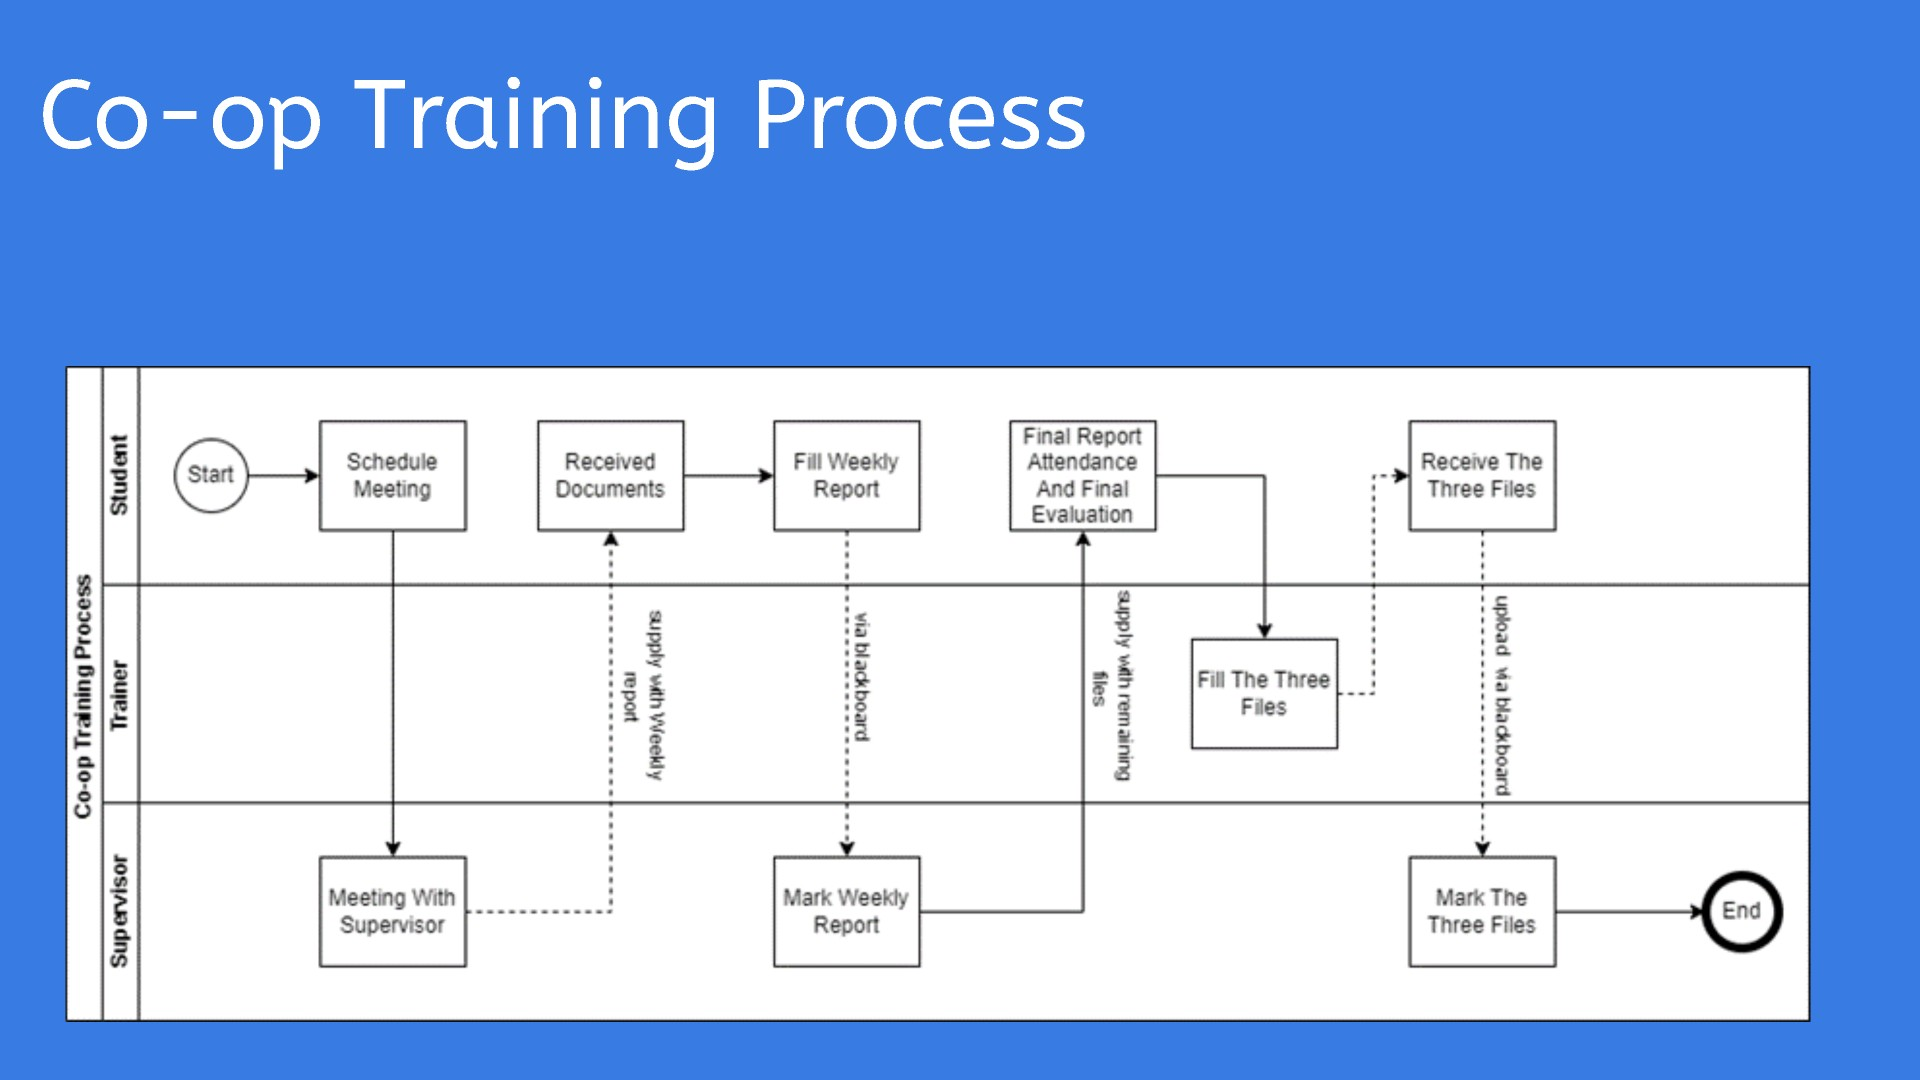 Co-op Training Process
Co-op Training Process
Student
Trainer
Supervisor
Start
Schedule
Meeting
Received
Documents
Fill Weekly
Report
Final Report
Attendance
And Final
Evaluation
Receive The
Three Files
supply with Weekly
report
via blackboard
supply with remaining
files
Fill The Three
Files
upload via blackboard
Meeting With
Supervisor
Mark Weekly
Report
Mark The
Three Files
End